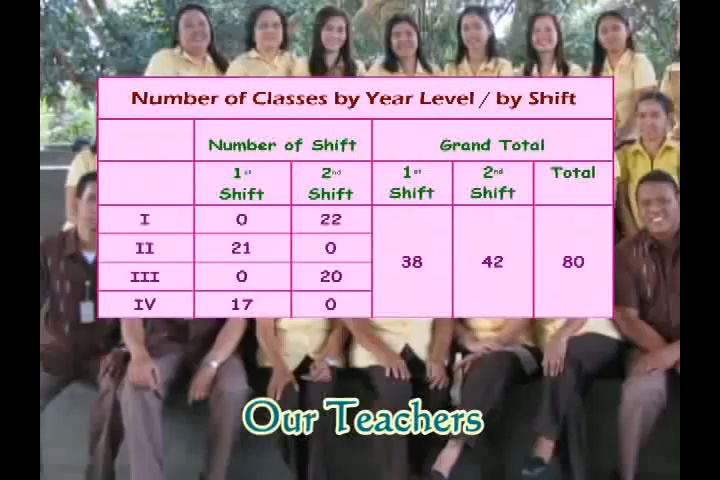 Number of Classes by Year Level / by Shift
Number of Shift Grand Total
1st Shift 2nd Shift 1st Shift 2nd Shift Total
I 0 22
II 21 0
38 42 80
III 0 20
IV 17 0
Our Teachers